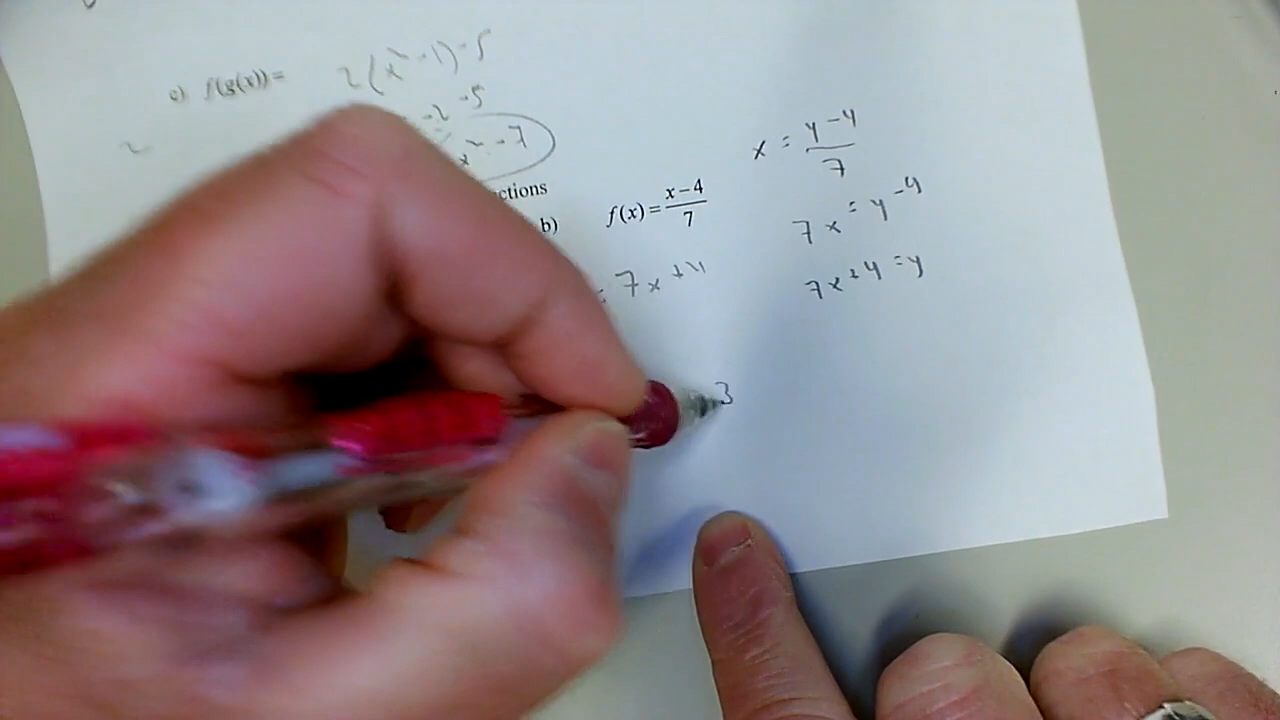 c) f(g(x))= 2(x² -1) -5
-2 -5
x² -7
ctions
b) f(x) = x-4 / 7
= 7x +4
x = y-4 / 7
7x = y -4
7x +4 = y
3